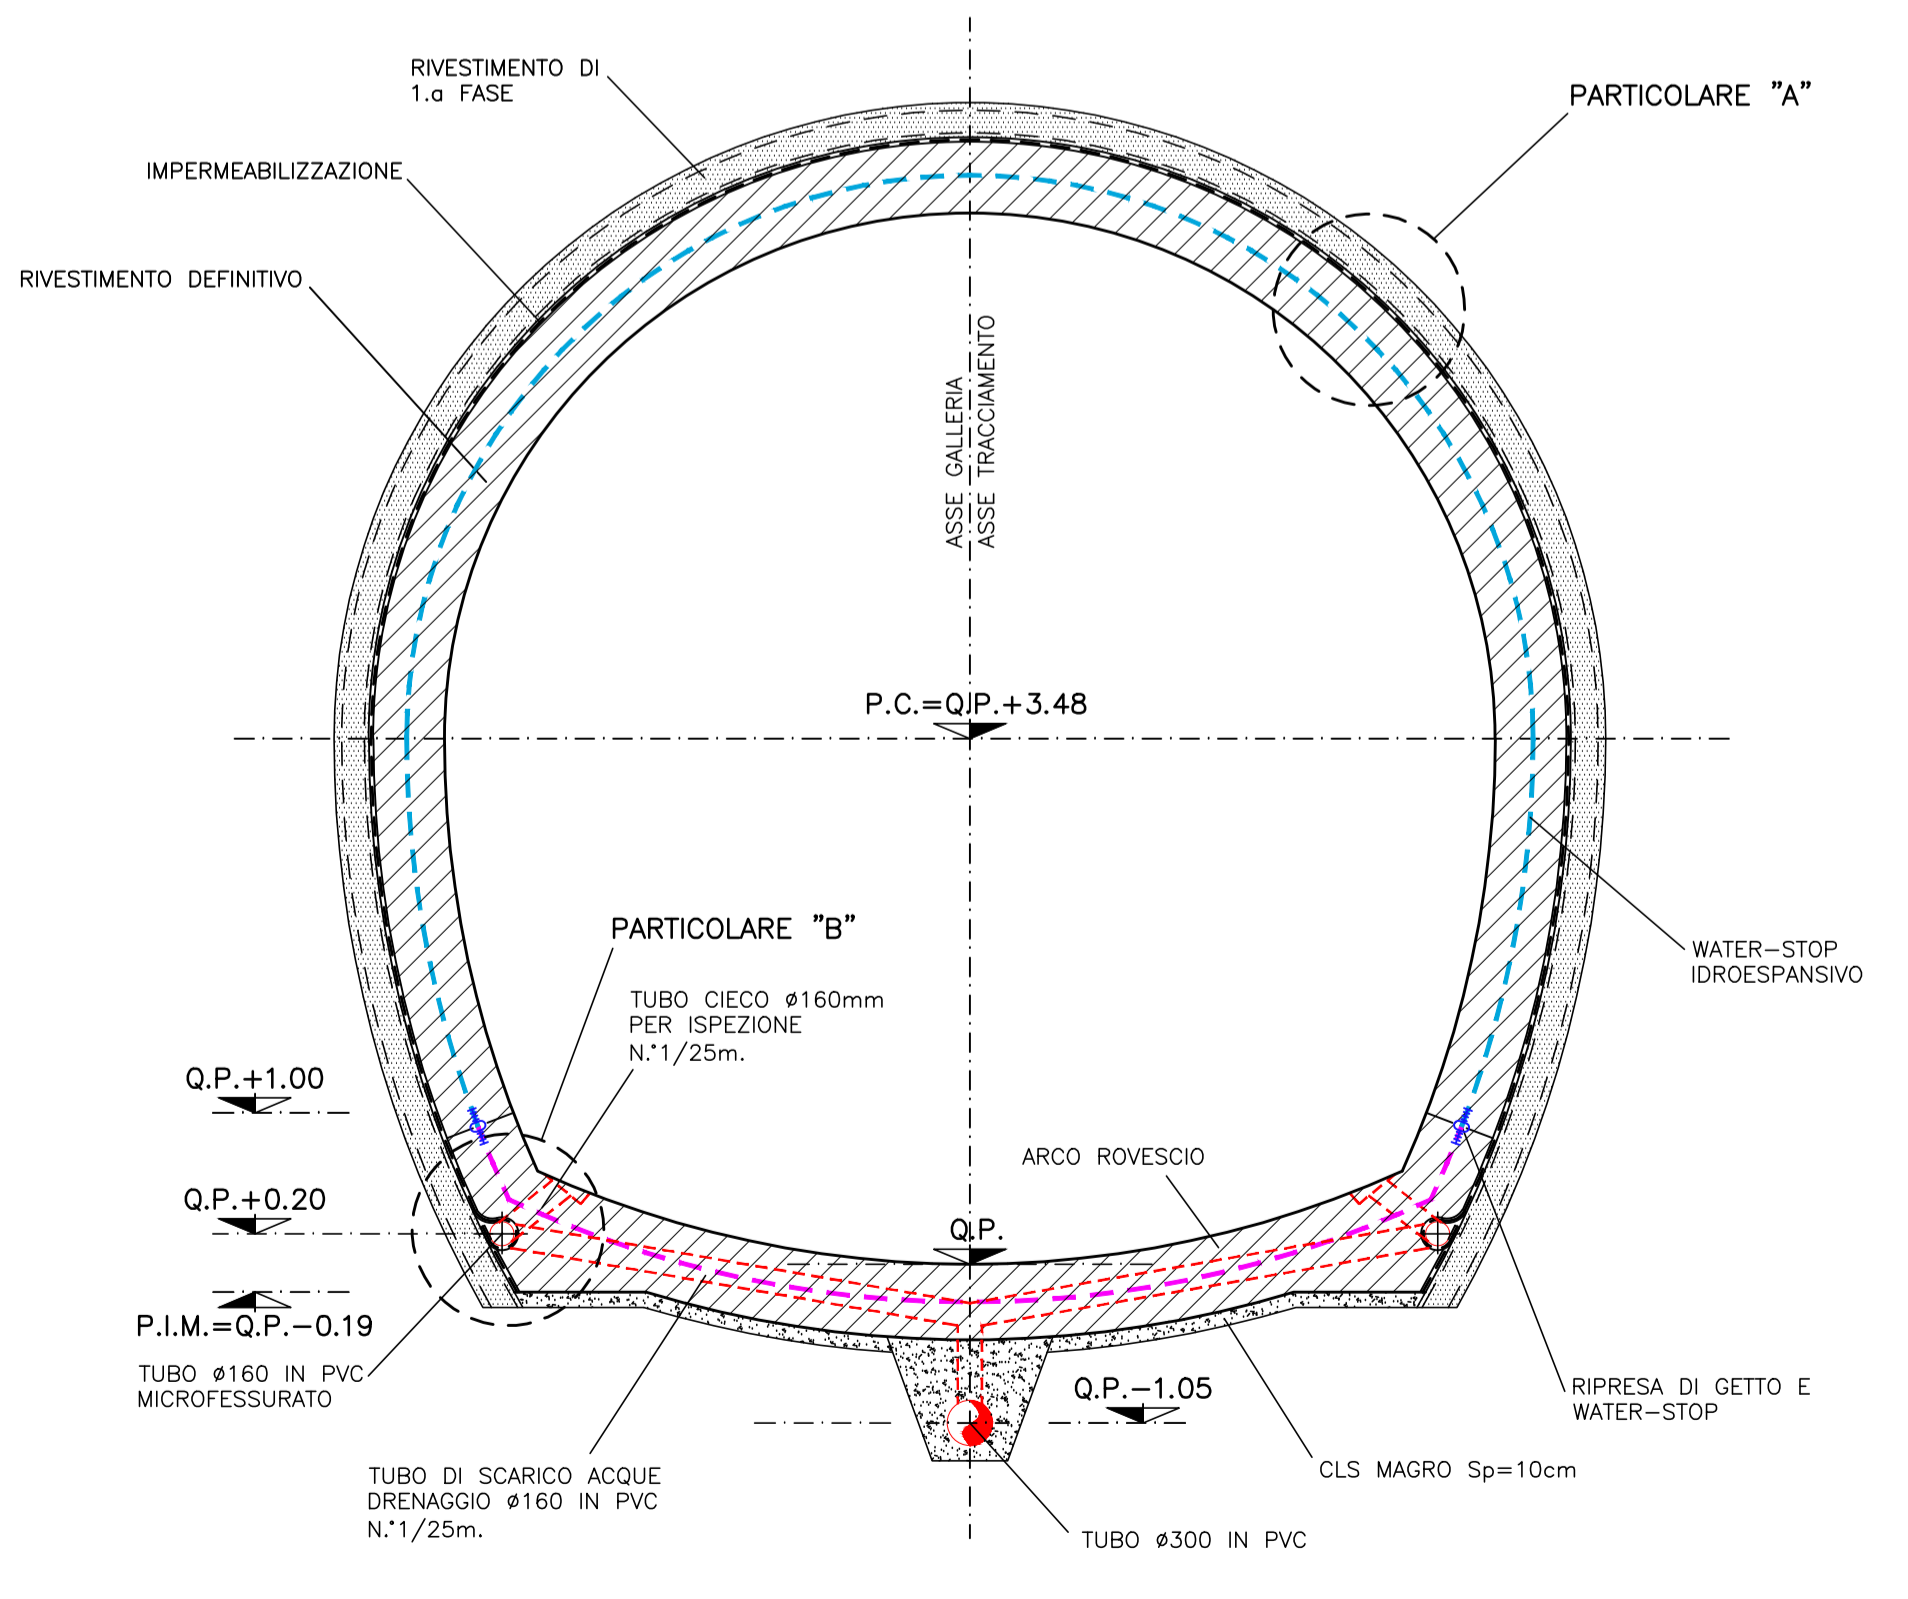 RIVESTIMENTO DI
1.a FASE
PARTICOLARE "A"
IMPERMEABILIZZAZIONE
RIVESTIMENTO DEFINITIVO
ASSE GALLERIA
ASSE TRACCIAMENTO
P.C.=Q.P.+3.48
PARTICOLARE "B"
WATER-STOP
IDROESPANSIVO
TUBO CIECO ø160mm
PER ISPEZIONE
N.°1/25m.
Q.P.+1.00
ARCO ROVESCIO
Q.P.+0.20
Q.P.
P.I.M.=Q.P.-0.19
TUBO ø160 IN PVC
MICROFESSURATO
Q.P.-1.05
RIPRESA DI GETTO E
WATER-STOP
TUBO DI SCARICO ACQUE
DRENAGGIO ø160 IN PVC
N.°1/25m.
CLS MAGRO Sp=10cm
TUBO ø300 IN PVC